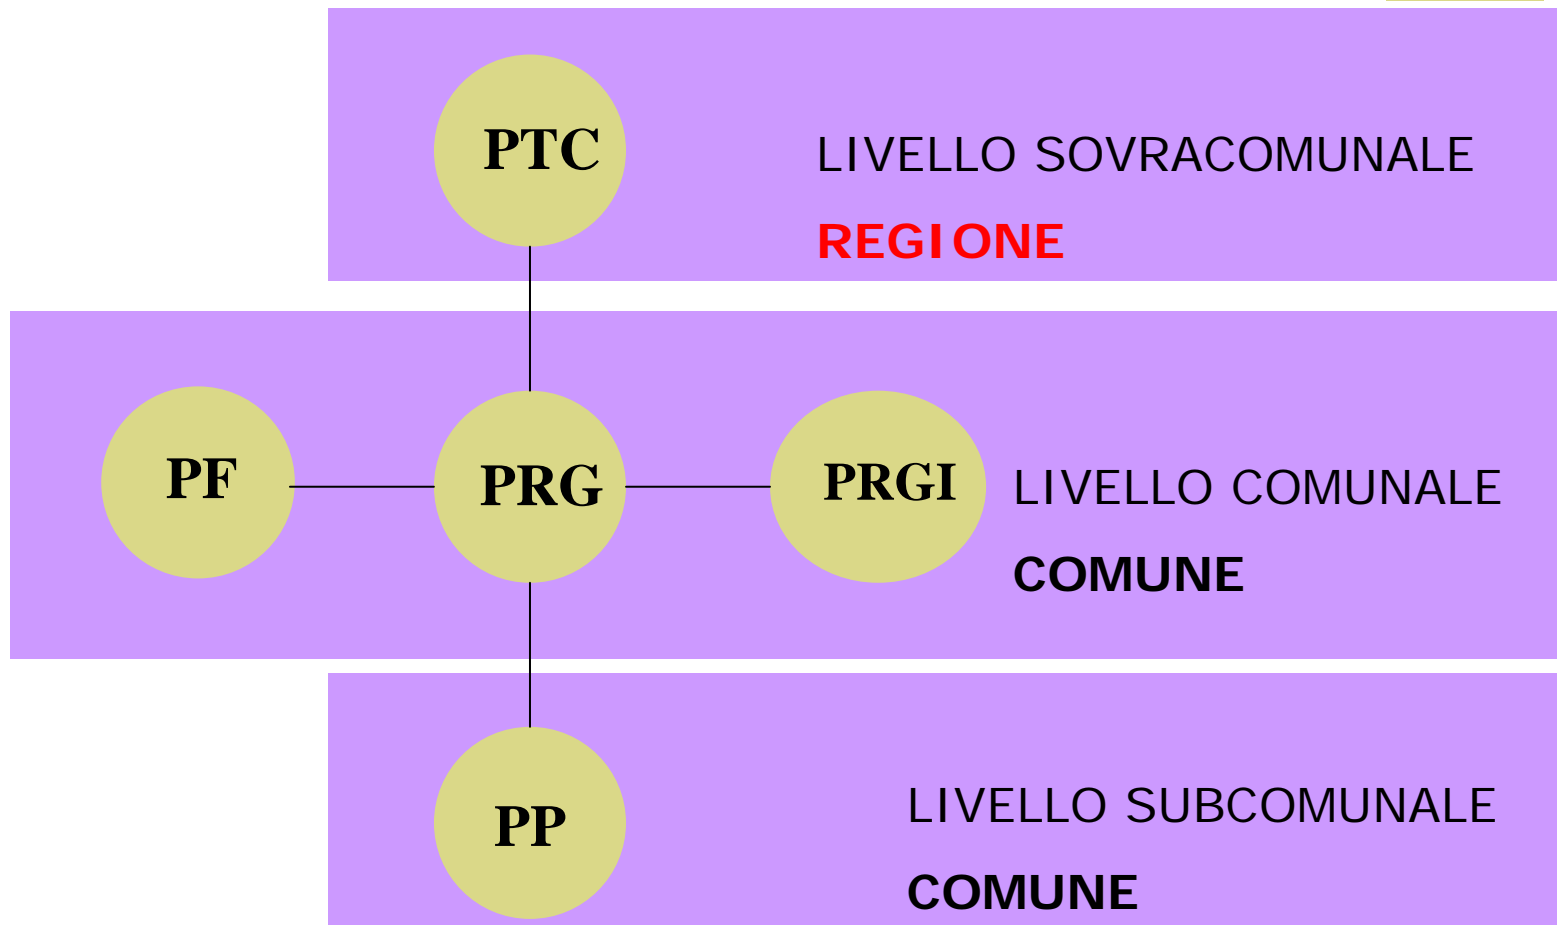 PTC
LIVELLO SOVRACOMUNALE
REGIONE
PF
PRG
PRGI
LIVELLO COMUNALE
COMUNE
PP
LIVELLO SUBCOMUNALE
COMUNE